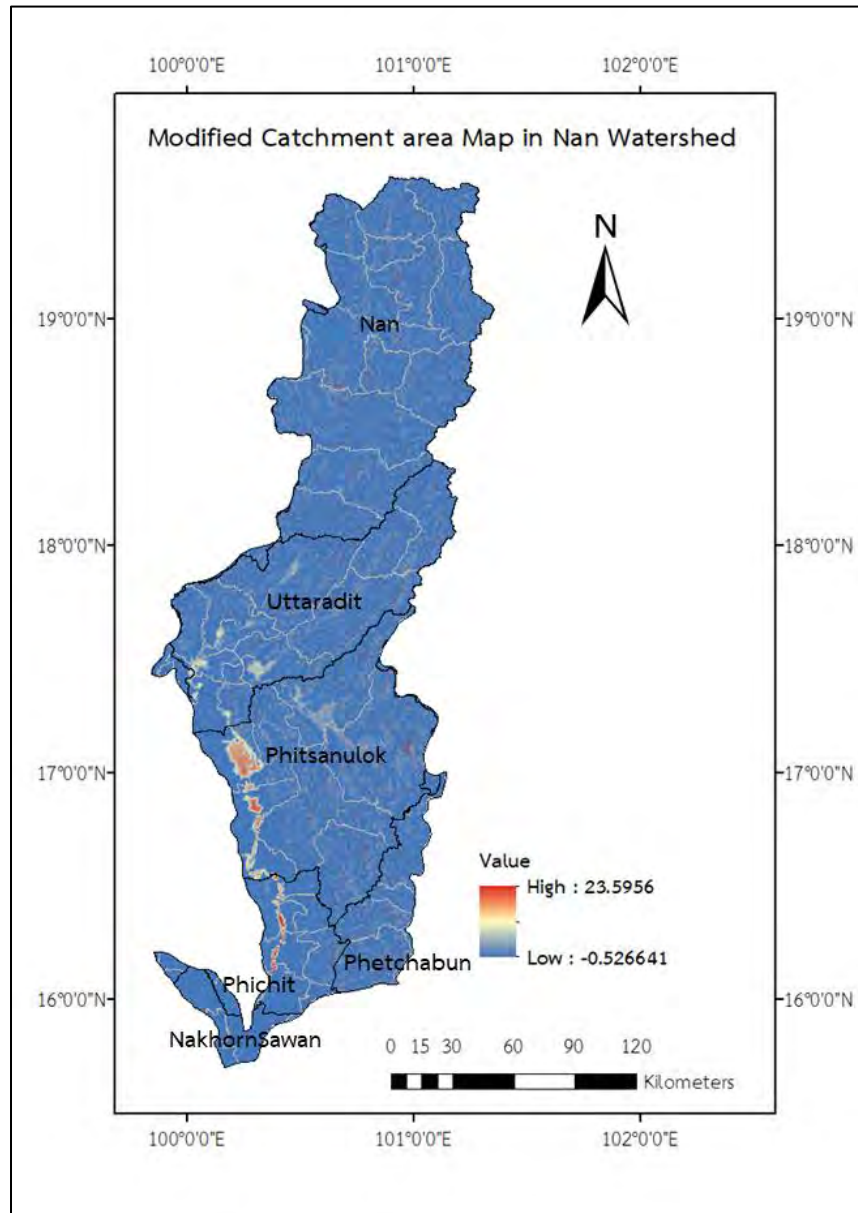 100°0'0"E 101°0'0"E 102°0'0"E
Modified Catchment area Map in Nan Watershed
N
19°0'0"N 19°0'0"N
Nan
18°0'0"N 18°0'0"N
Uttaradit
Phitsanulok
17°0'0"N 17°0'0"N
Value
High : 23.5956
Low : -0.526641
Phetchabun
Phichit
16°0'0"N 16°0'0"N
NakhornSawan
0 15 30 60 90 120
Kilometers
100°0'0"E 101°0'0"E 102°0'0"E